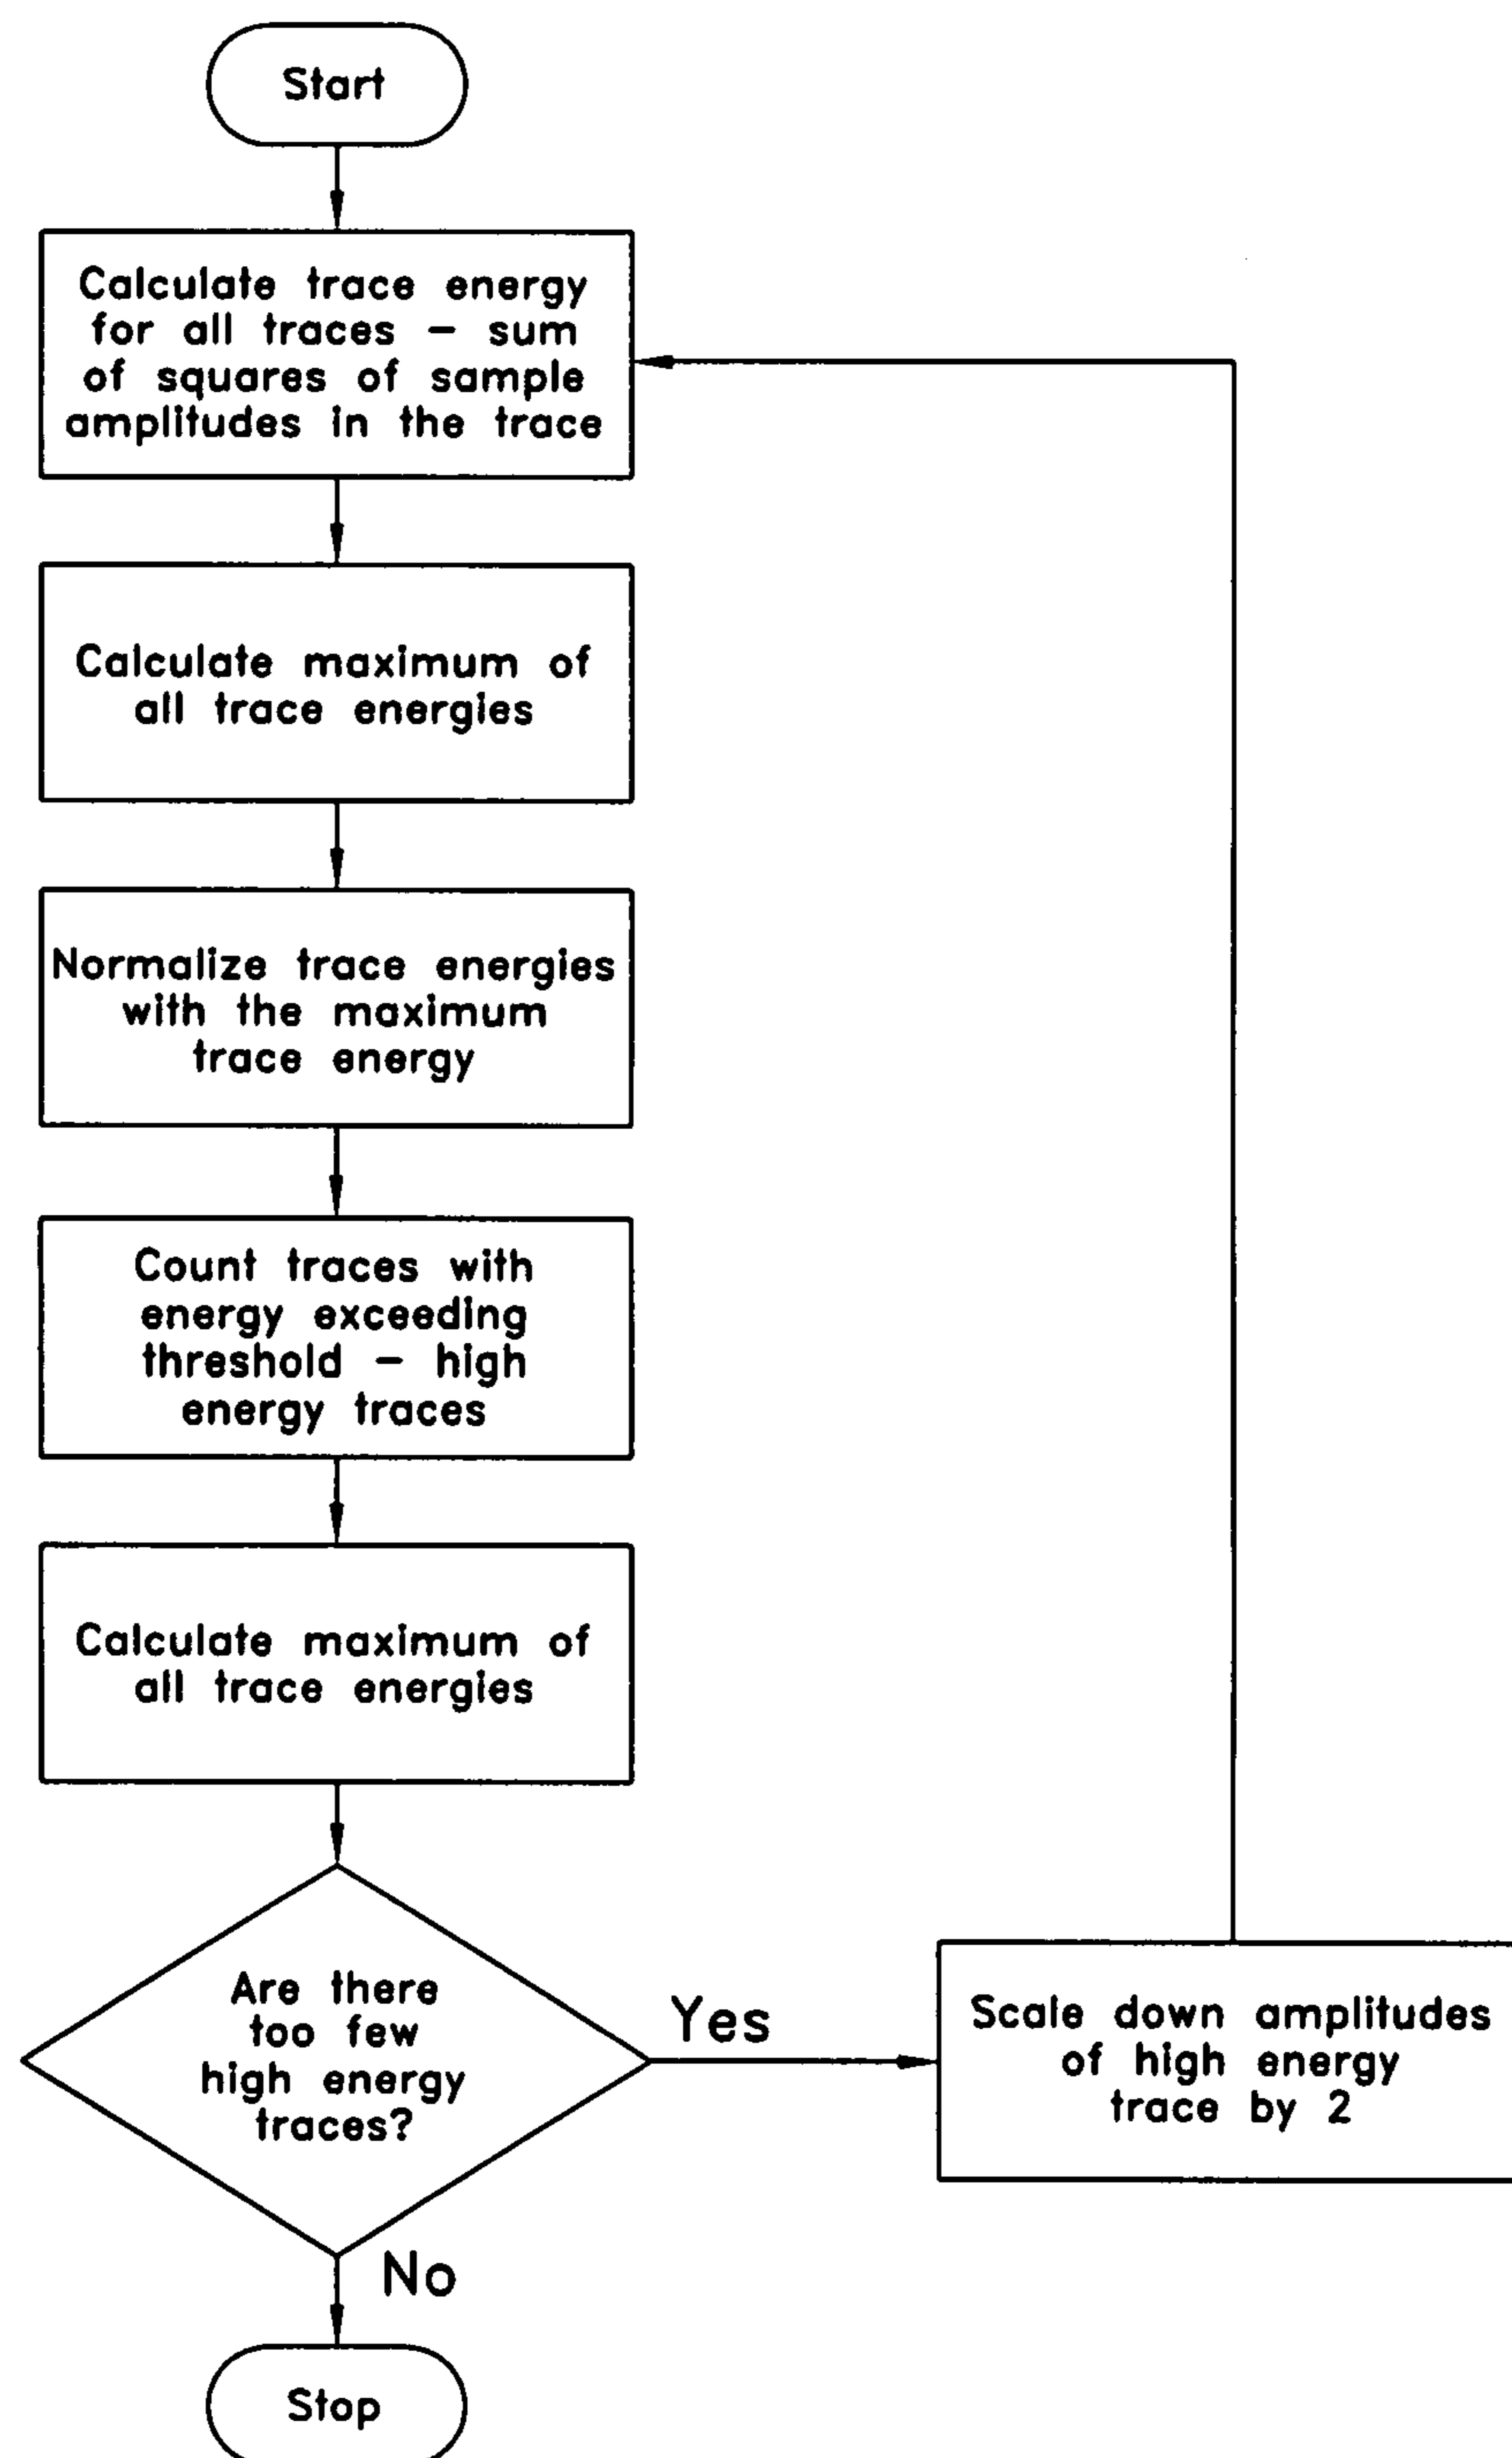 Start
Calculate trace energy
for all traces – sum
of squares of sample
amplitudes in the trace
Calculate maximum of
all trace energies
Normalize trace energies
with the maximum
trace energy
Count traces with
energy exceeding
threshold – high
energy traces
Calculate maximum of
all trace energies
Are there
too few
high energy
traces?
Yes
Scale down amplitudes
of high energy
trace by 2
No
Stop